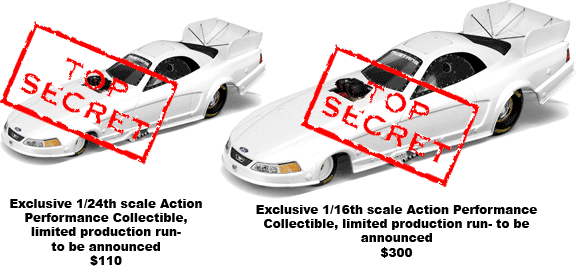 TOP
SECRET
TOP
SECRET
Exclusive 1/24th scale Action
Performance Collectible,
limited production run-
to be announced
$110
Exclusive 1/16th scale Action Performance
Collectible, limited production run- to be
announced
$300